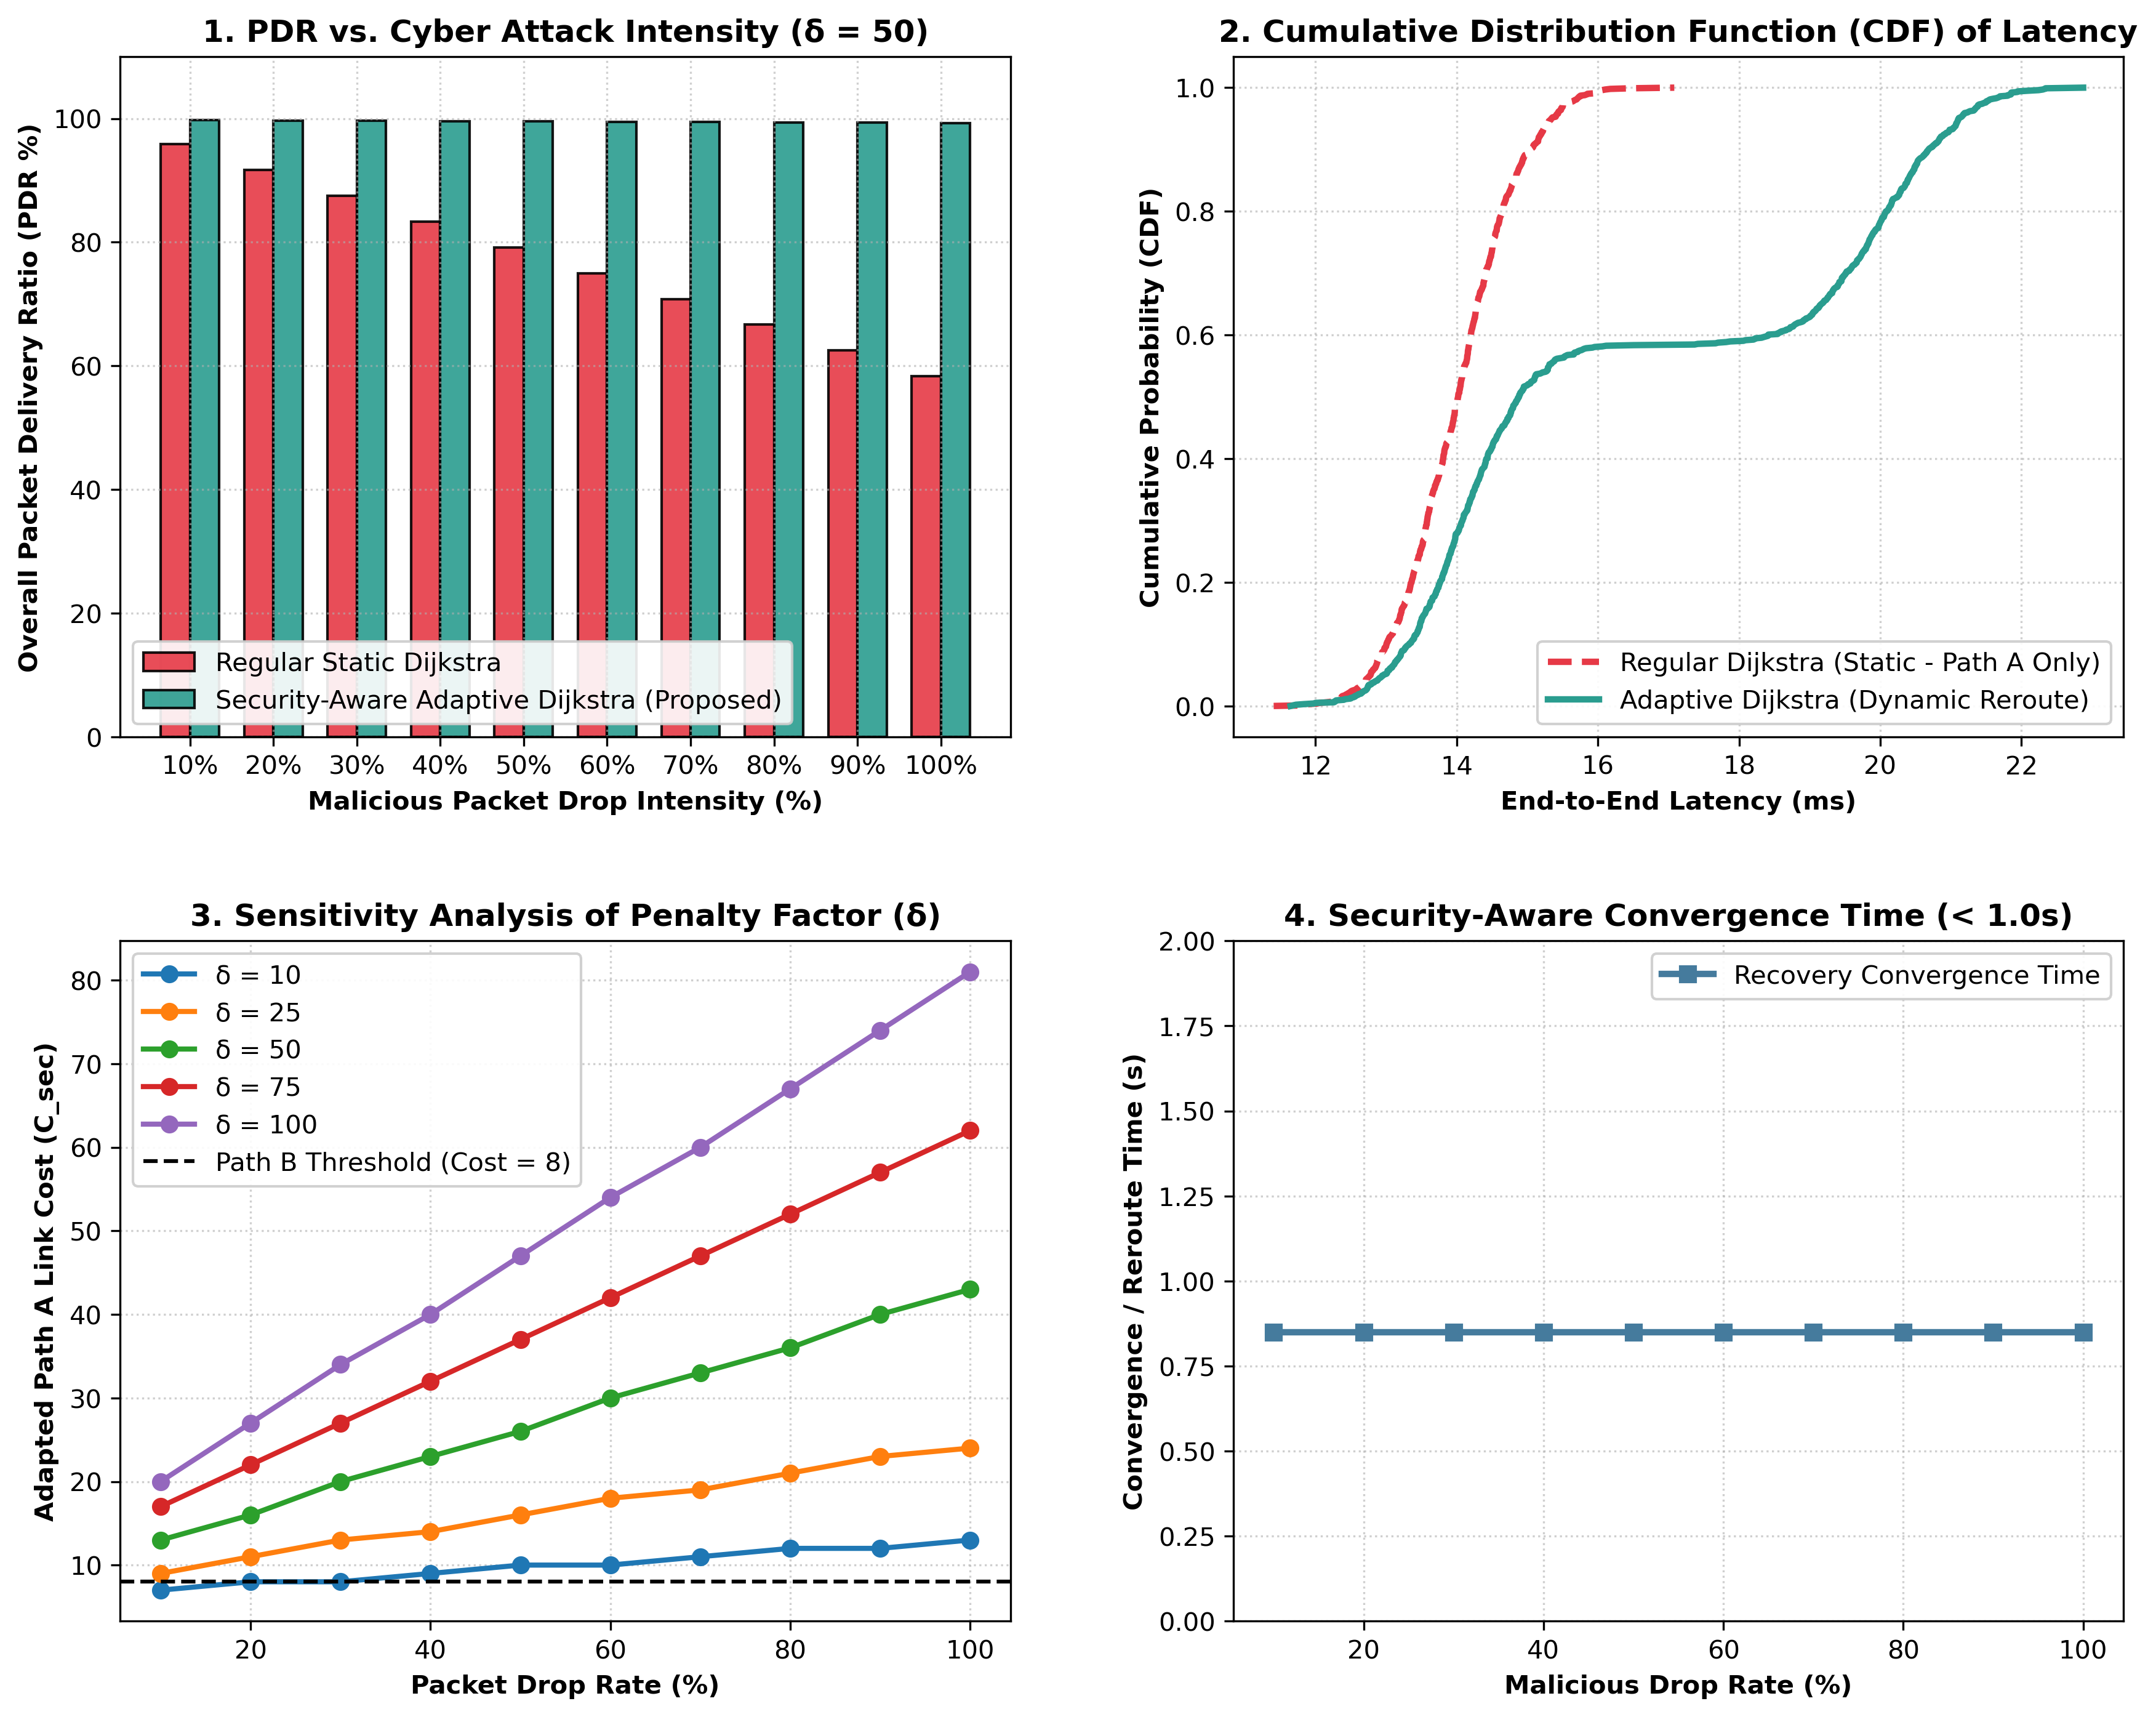 1. PDR vs. Cyber Attack Intensity (δ = 50)
Overall Packet Delivery Ratio (PDR %)
100
80
60
40
20
0
Regular Static Dijkstra
Security-Aware Adaptive Dijkstra (Proposed)
10% 20% 30% 40% 50% 60% 70% 80% 90% 100%
Malicious Packet Drop Intensity (%)
2. Cumulative Distribution Function (CDF) of Latency
Cumulative Probability (CDF)
1.0
0.8
0.6
0.4
0.2
0.0
Regular Dijkstra (Static - Path A Only)
Adaptive Dijkstra (Dynamic Reroute)
12 14 16 18 20 22
End-to-End Latency (ms)
3. Sensitivity Analysis of Penalty Factor (δ)
Adapted Path A Link Cost (C_sec)
80
70
60
50
40
30
20
10
δ = 10
δ = 25
δ = 50
δ = 75
δ = 100
Path B Threshold (Cost = 8)
20 40 60 80 100
Packet Drop Rate (%)
4. Security-Aware Convergence Time (< 1.0s)
Convergence / Reroute Time (s)
2.00
1.75
1.50
1.25
1.00
0.75
0.50
0.25
0.00
Recovery Convergence Time
20 40 60 80 100
Malicious Drop Rate (%)